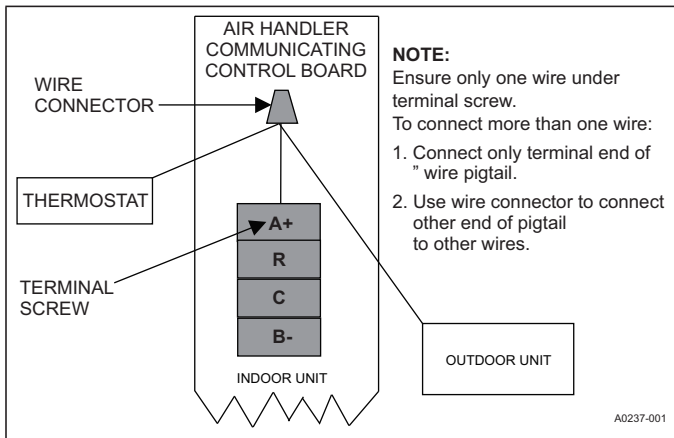 AIR HANDLER
COMMUNICATING
CONTROL BOARD
WIRE
CONNECTOR
THERMOSTAT
A+
R
C
B-
TERMINAL
SCREW
INDOOR UNIT
OUTDOOR UNIT
NOTE:
Ensure only one wire under
terminal screw.
To connect more than one wire:
1. Connect only terminal end of
” wire pigtail.
2. Use wire connector to connect
other end of pigtail
to other wires.
A0237-001